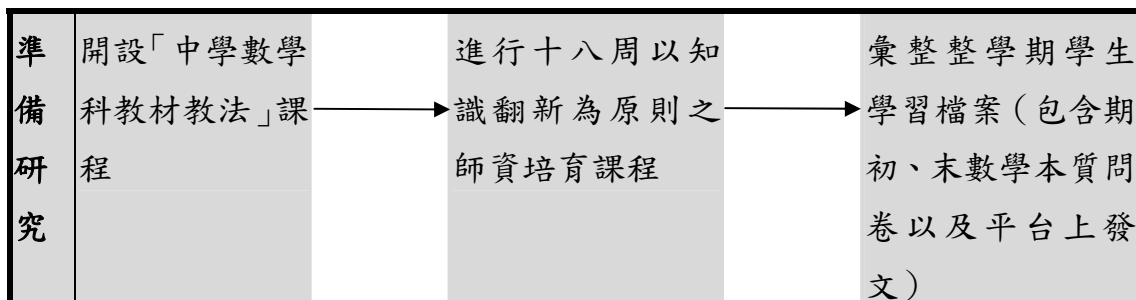 準備研究
開設「中學數學
科教材教法」課
程
進行十八周以知
識翻新為原則之
師資培育課程
彙整整學期學生
學習檔案（包含期
初、末數學本質問
卷以及平台上發
文）